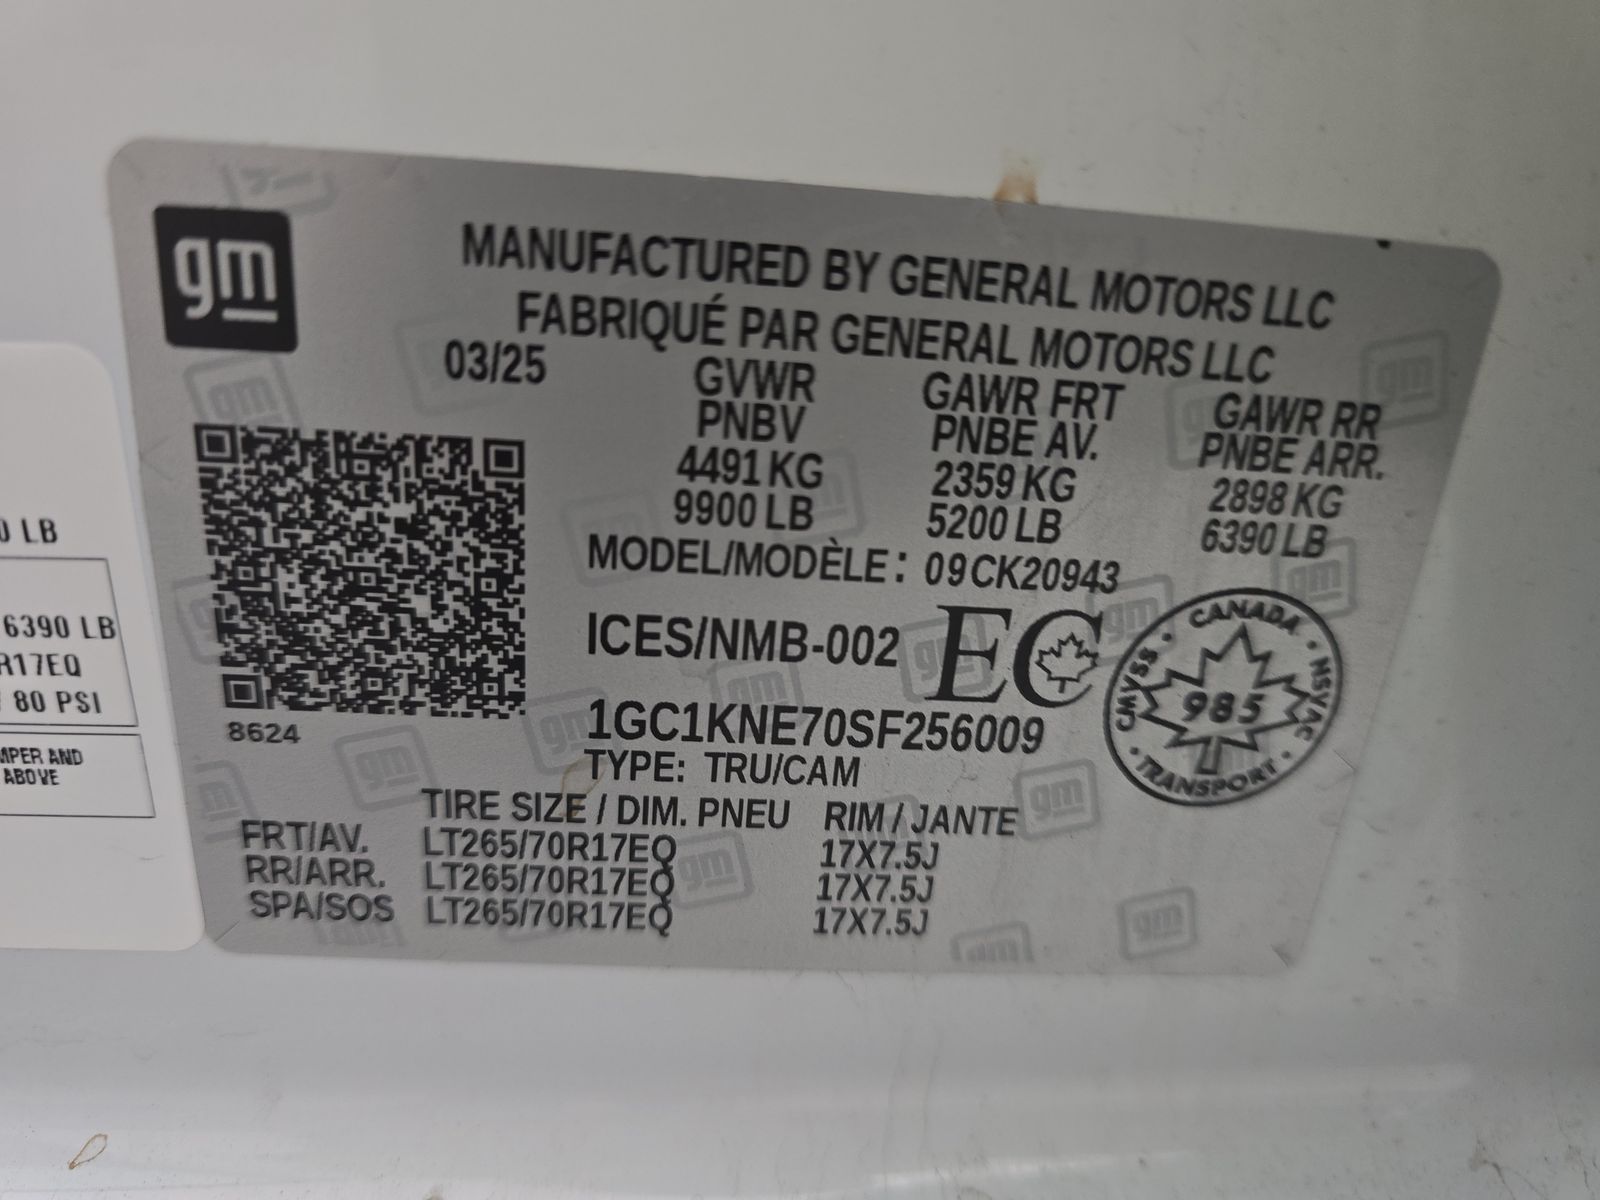 gm
MANUFACTURED BY GENERAL MOTORS LLC
FABRIQUÉ PAR GENERAL MOTORS LLC
03/25
GVWR GAWR FRT GAWR RR
PNBV PNBE AV. PNBE ARR.
4491 KG 2359 KG 2898 KG
9900 LB 5200 LB 6390 LB
MODEL/MODÈLE: 09CK20943
ICES/NMB-002 EC
1GC1KNE70SF256009
TYPE: TRU/CAM
8624
CANADA
CMVSS · NSVAC
985
TRANSPORT
TIRE SIZE / DIM. PNEU RIM / JANTE
FRT/AV. LT265/70R17EQ 17X7.5J
RR/ARR. LT265/70R17EQ 17X7.5J
SPA/SOS LT265/70R17EQ 17X7.5J
0 LB
6390 LB
R17EQ
80 PSI
MPER AND
ABOVE